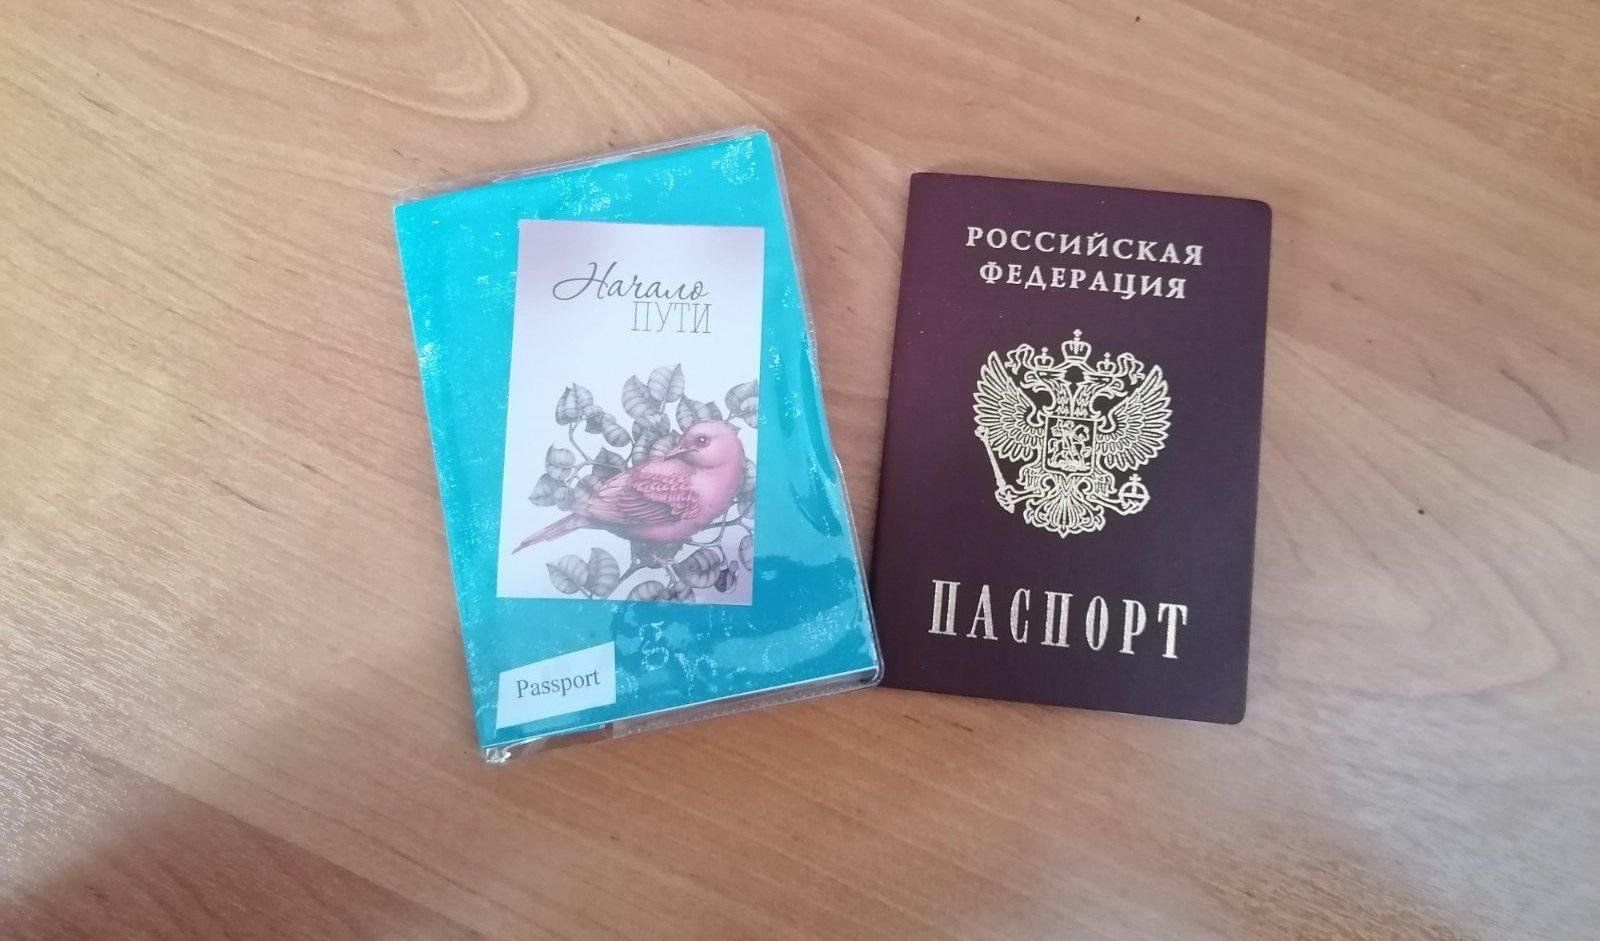 Начало
ПУТИ
Passport
РОССИЙСКАЯ
ФЕДЕРАЦИЯ
ПАСПОРТ